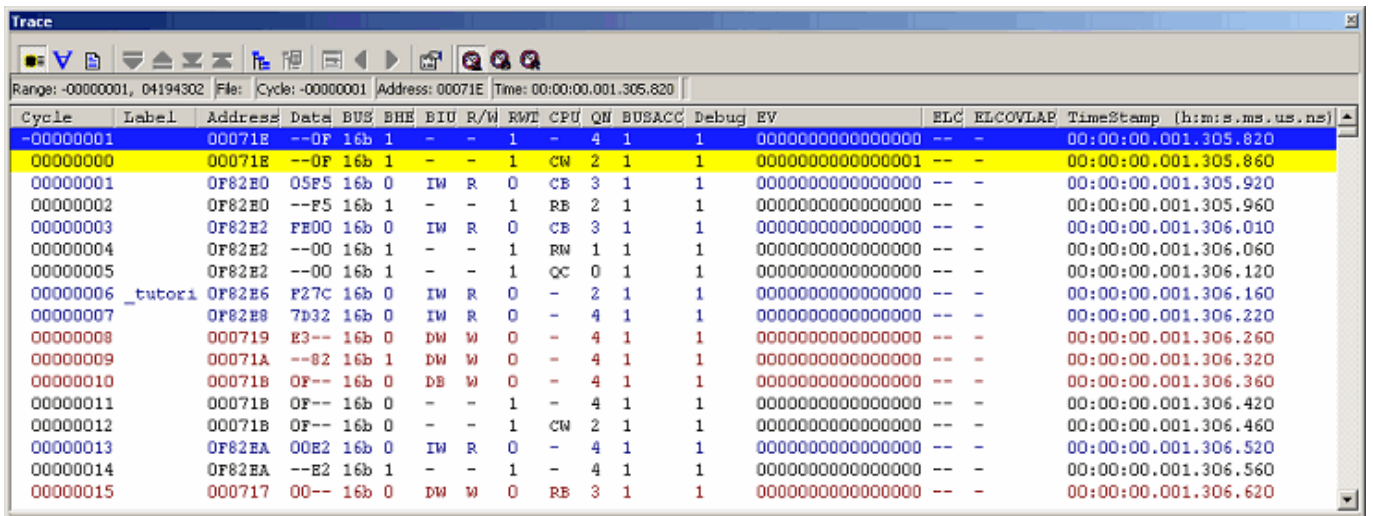 Trace
Range: -00000001, 04194302 File: Cycle: -00000001 Address: 00071E Time: 00:00:00.001.305.820
Cycle Label Address Data BUS BHE BIU R/W RWT CPU QN BUSACC Debug EV ELC ELCOVLAP TimeStamp (h:m:s.ms.us.ns)
-00000001 00071E --0F 16b 1 - - 1 - 4 1 1 0000000000000000 -- - 00:00:00.001.305.820
00000000 00071E --0F 16b 1 - - 1 CW 2 1 1 0000000000000001 -- - 00:00:00.001.305.860
00000001 0F82E0 05F5 16b 0 IW R 0 CB 3 1 1 0000000000000000 -- - 00:00:00.001.305.920
00000002 0F82E0 --F5 16b 1 - - 1 RB 2 1 1 0000000000000000 -- - 00:00:00.001.305.960
00000003 0F82E2 FE00 16b 0 IW R 0 CB 3 1 1 0000000000000000 -- - 00:00:00.001.306.010
00000004 0F82E2 --00 16b 1 - - 1 RW 1 1 1 0000000000000000 -- - 00:00:00.001.306.060
00000005 0F82E2 --00 16b 1 - - 1 QC 0 1 1 0000000000000000 -- - 00:00:00.001.306.120
00000006 _tutori 0F82E6 F27C 16b 0 IW R 0 - 2 1 1 0000000000000000 -- - 00:00:00.001.306.160
00000007 0F82E8 7D32 16b 0 IW R 0 - 4 1 1 0000000000000000 -- - 00:00:00.001.306.220
00000008 000719 E3-- 16b 0 DW W 0 - 4 1 1 0000000000000000 -- - 00:00:00.001.306.260
00000009 00071A --82 16b 1 DW W 0 - 4 1 1 0000000000000000 -- - 00:00:00.001.306.320
00000010 00071B 0F-- 16b 0 DB W 0 - 4 1 1 0000000000000000 -- - 00:00:00.001.306.360
00000011 00071B 0F-- 16b 0 - - 1 - 4 1 1 0000000000000000 -- - 00:00:00.001.306.420
00000012 00071B 0F-- 16b 0 - - 1 CW 2 1 1 0000000000000000 -- - 00:00:00.001.306.460
00000013 0F82EA 00E2 16b 0 IW R 0 - 4 1 1 0000000000000000 -- - 00:00:00.001.306.520
00000014 0F82EA --E2 16b 1 - - 1 - 4 1 1 0000000000000000 -- - 00:00:00.001.306.560
00000015 000717 00-- 16b 0 DW W 0 RB 3 1 1 0000000000000000 -- - 00:00:00.001.306.620